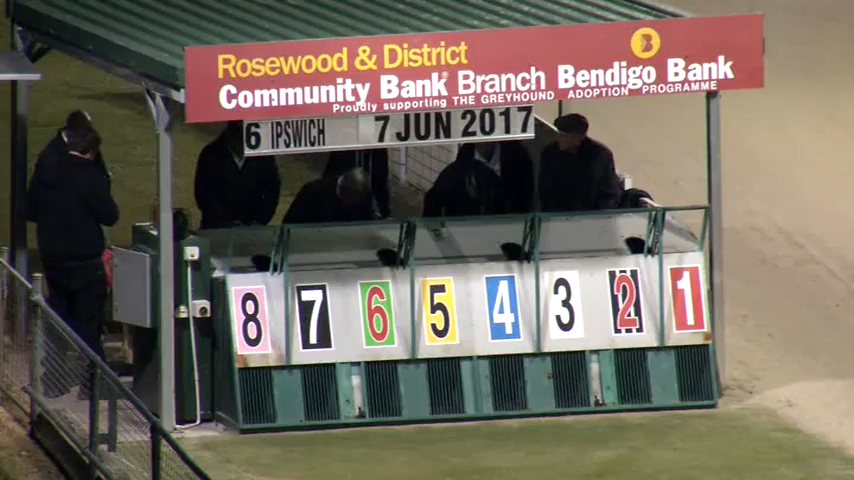 Rosewood & District
Community Bank® Branch Bendigo Bank
Proudly supporting THE GREYHOUND ADOPTION PROGRAMME
6 IPSWICH 7 JUN 2017
8 7 6 5 4 3 2 1